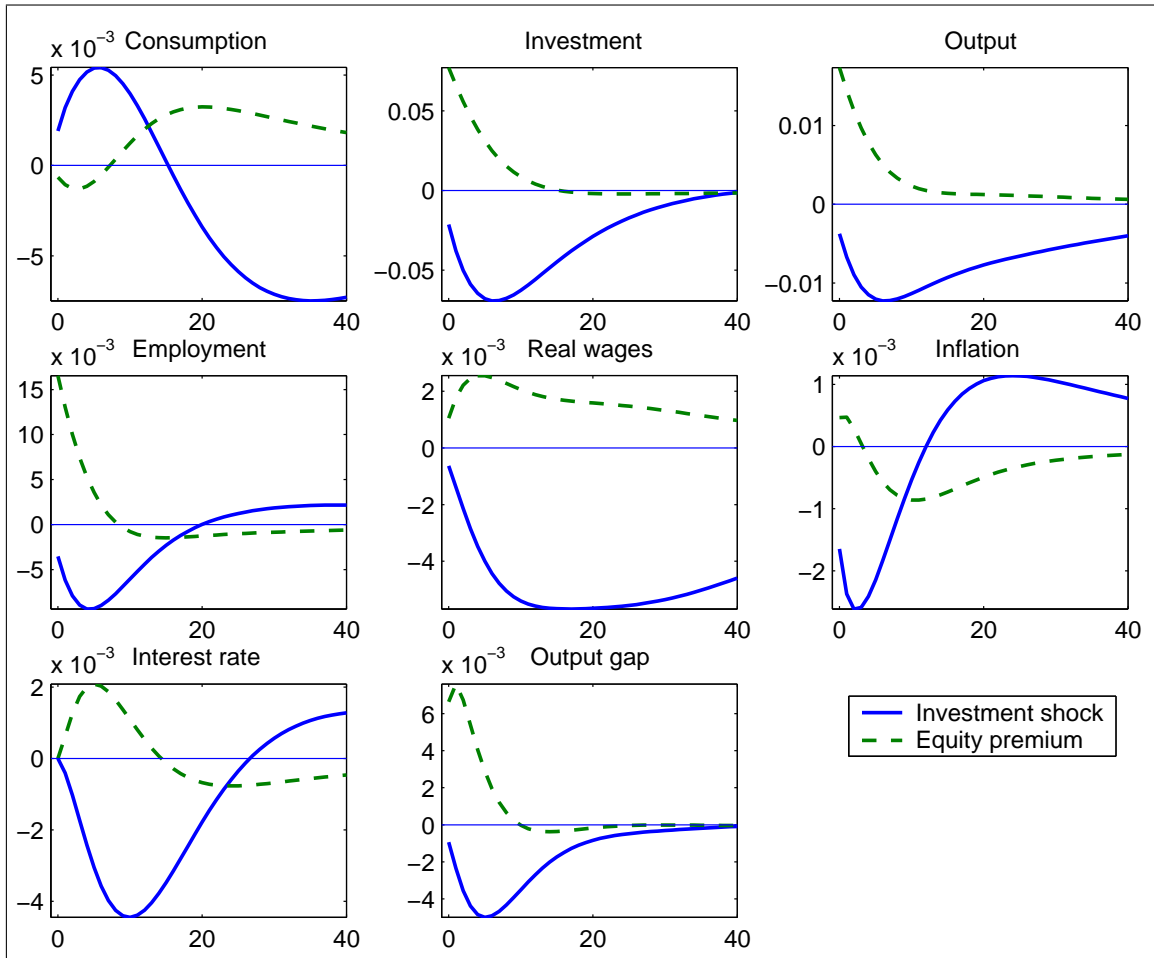 x 10−3 Consumption
5
0
−5
0 20 40
Investment
0.05
0
−0.05
0 20 40
Output
0.01
0
−0.01
0 20 40
x 10−3 Employment
15
10
5
0
−5
0 20 40
x 10−3 Real wages
2
0
−2
−4
0 20 40
x 10−3 Inflation
1
0
−1
−2
0 20 40
x 10−3 Interest rate
2
0
−2
−4
0 20 40
x 10−3 Output gap
6
4
2
0
−2
−4
0 20 40
Investment shock
Equity premium